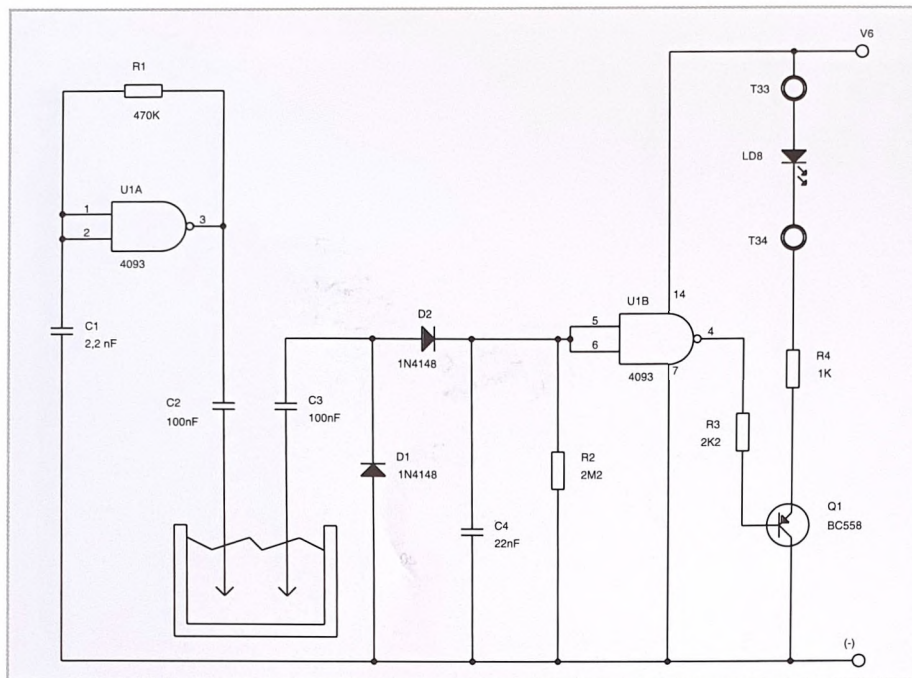 V6
R1
T33
470K
LD8
U1A
1
3
2
T34
4093
14
U1B
D2
5
4
C1
2,2 nF
6
R4
1K
1N4148
4093
7
C2
100nF
C3
100nF
R3
2K2
D1
1N4148
R2
2M2
Q1
BC558
C4
22nF
(-)